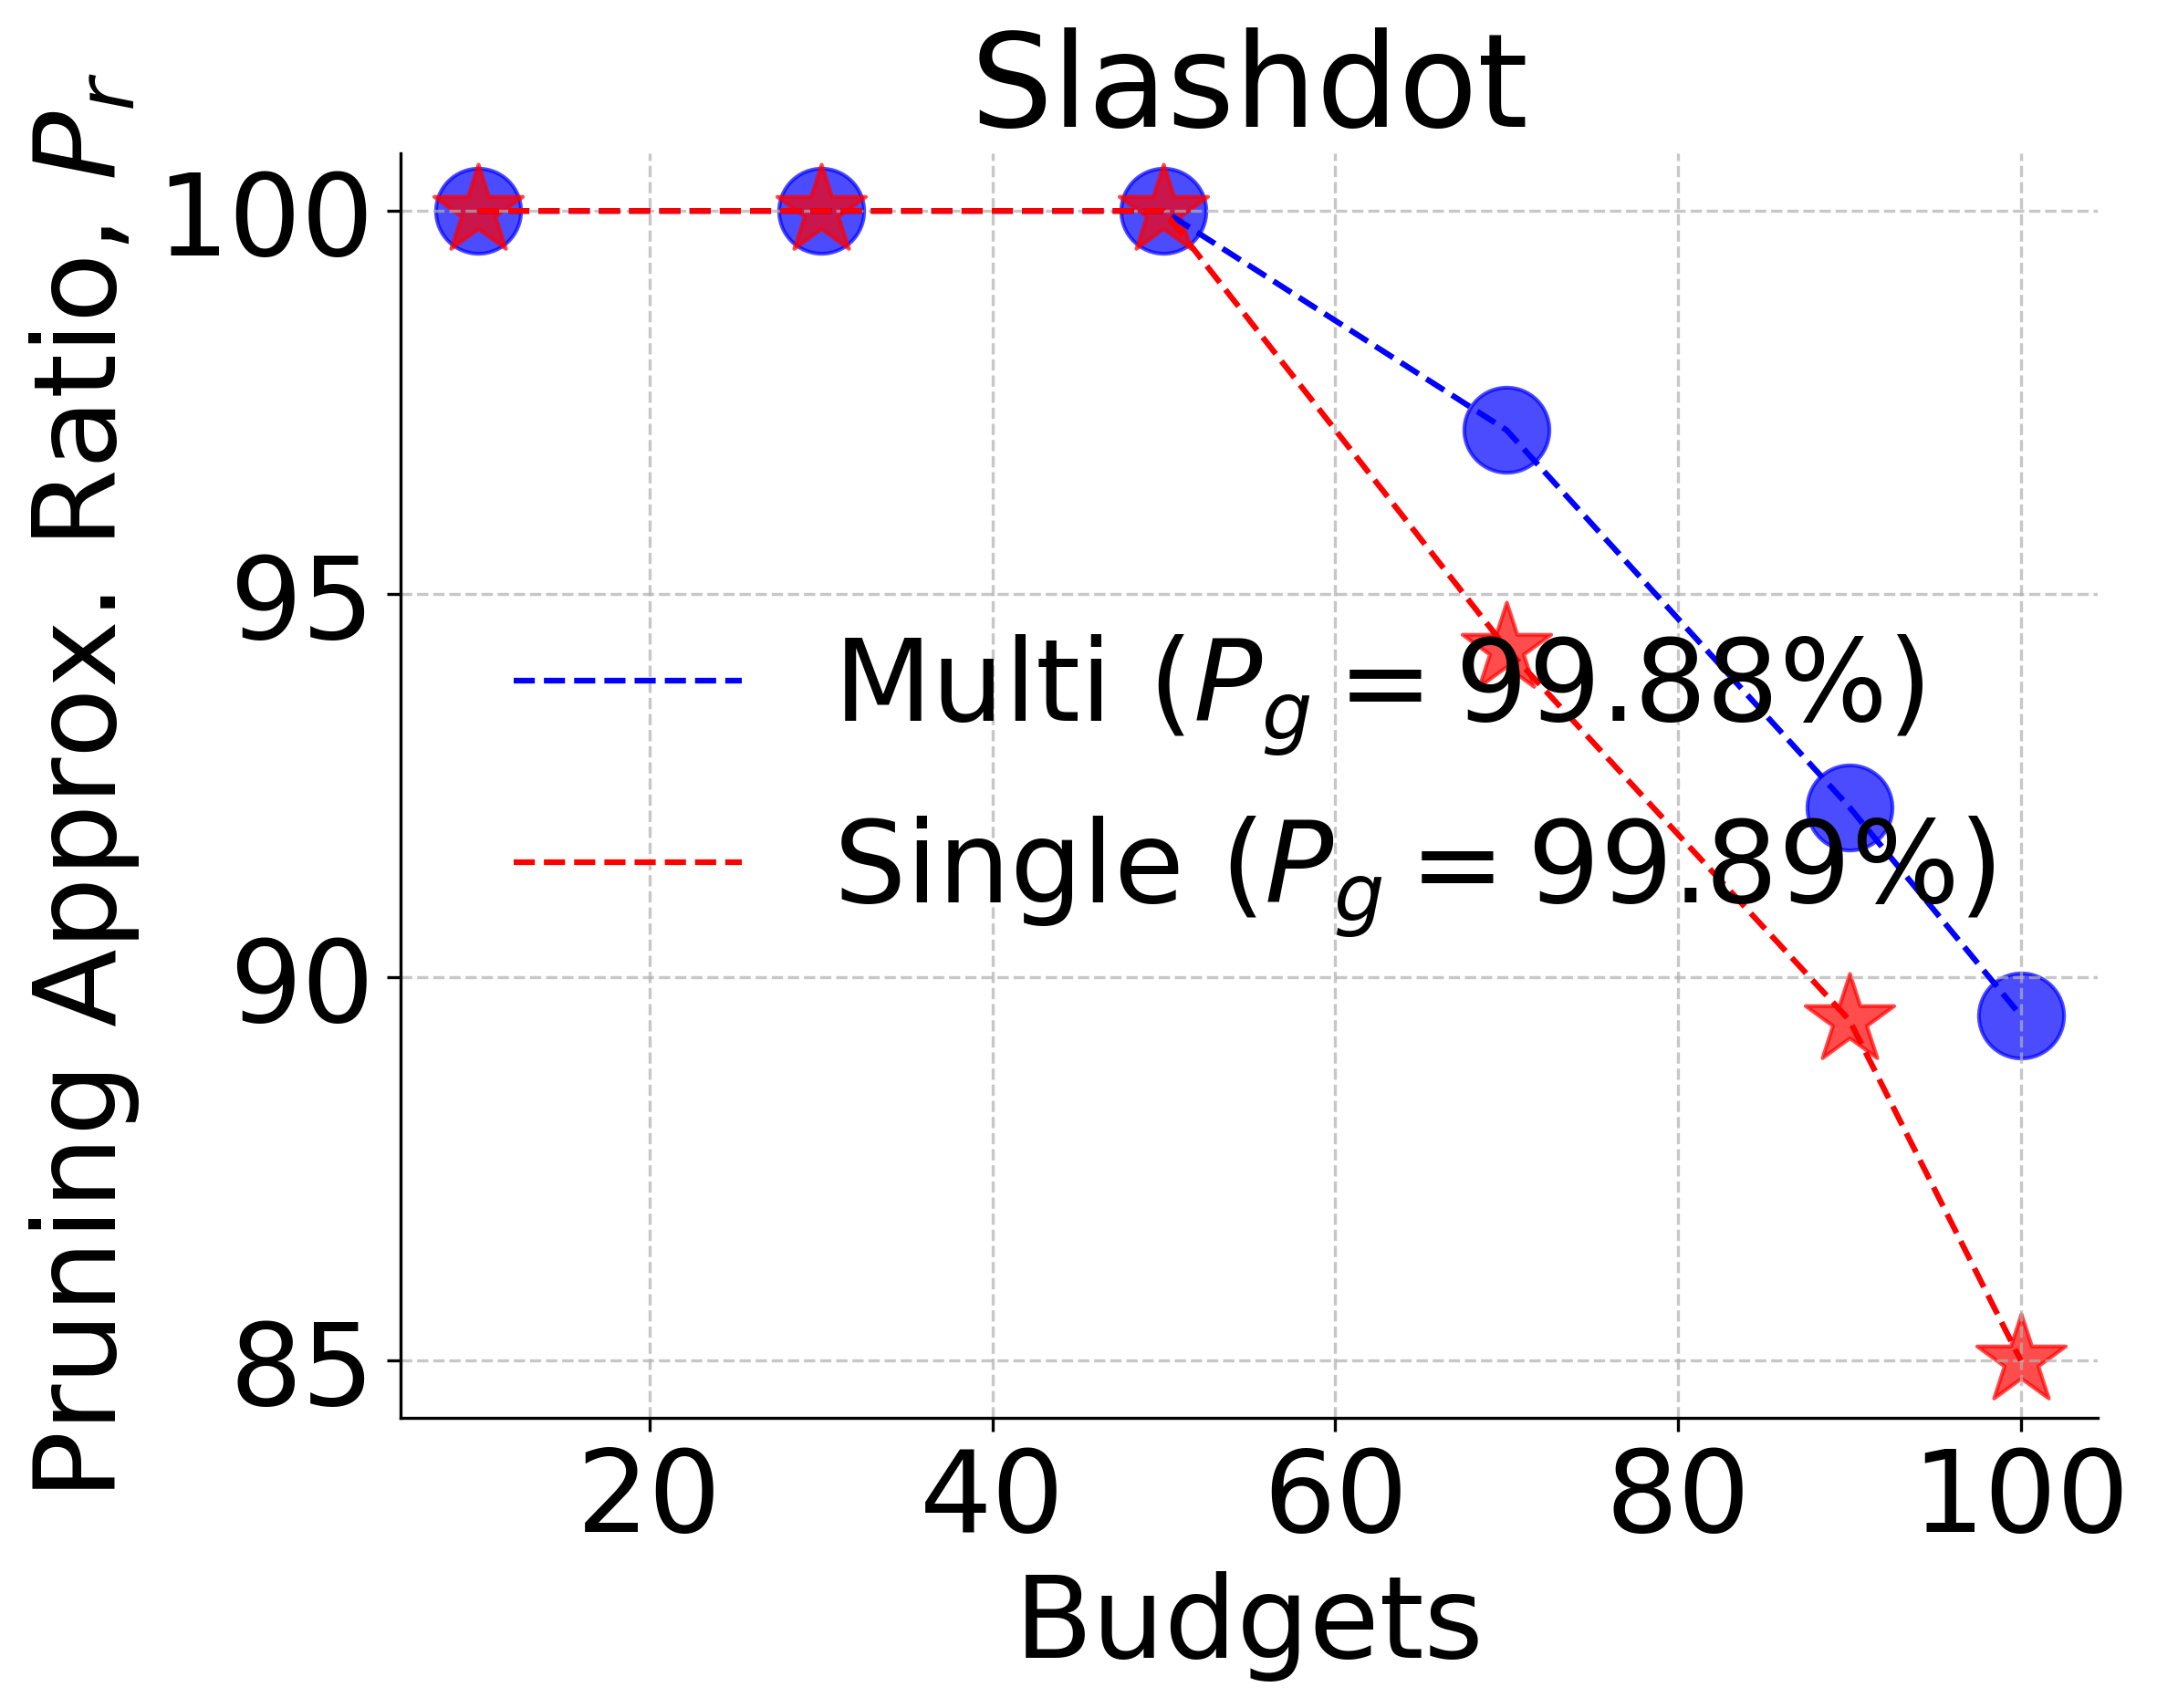 Slashdot
Pruning Approx. Ratio, P_r
100
95
90
85
Multi (P_g = 99.88%)
Single (P_g = 99.89%)
20 40 60 80 100
Budgets